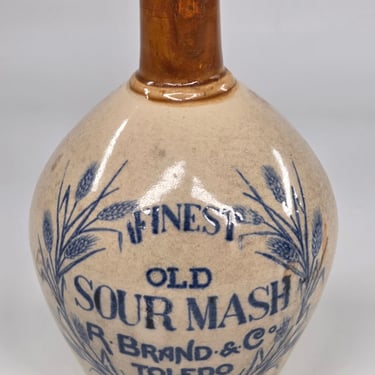 FINEST
OLD
SOUR MASH
R. BRAND & Co.
TOLEDO